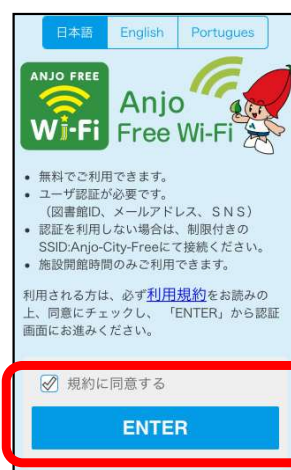 日本語 English Portugues
ANJO FREE
Wi-Fi
Anjo
Free Wi-Fi
• 無料でご利用できます。
• ユーザ認証が必要です。
（図書館ID、メールアドレス、SNS）
• 認証を利用しない場合は、制限付きの
SSID:Anjo-City-Freeにて接続ください。
• 施設開館時間のみご利用できます。
利用される方は、必ず利用規約をお読みの
上、同意にチェックし、「ENTER」から認証
画面にお進みください。
規約に同意する
ENTER